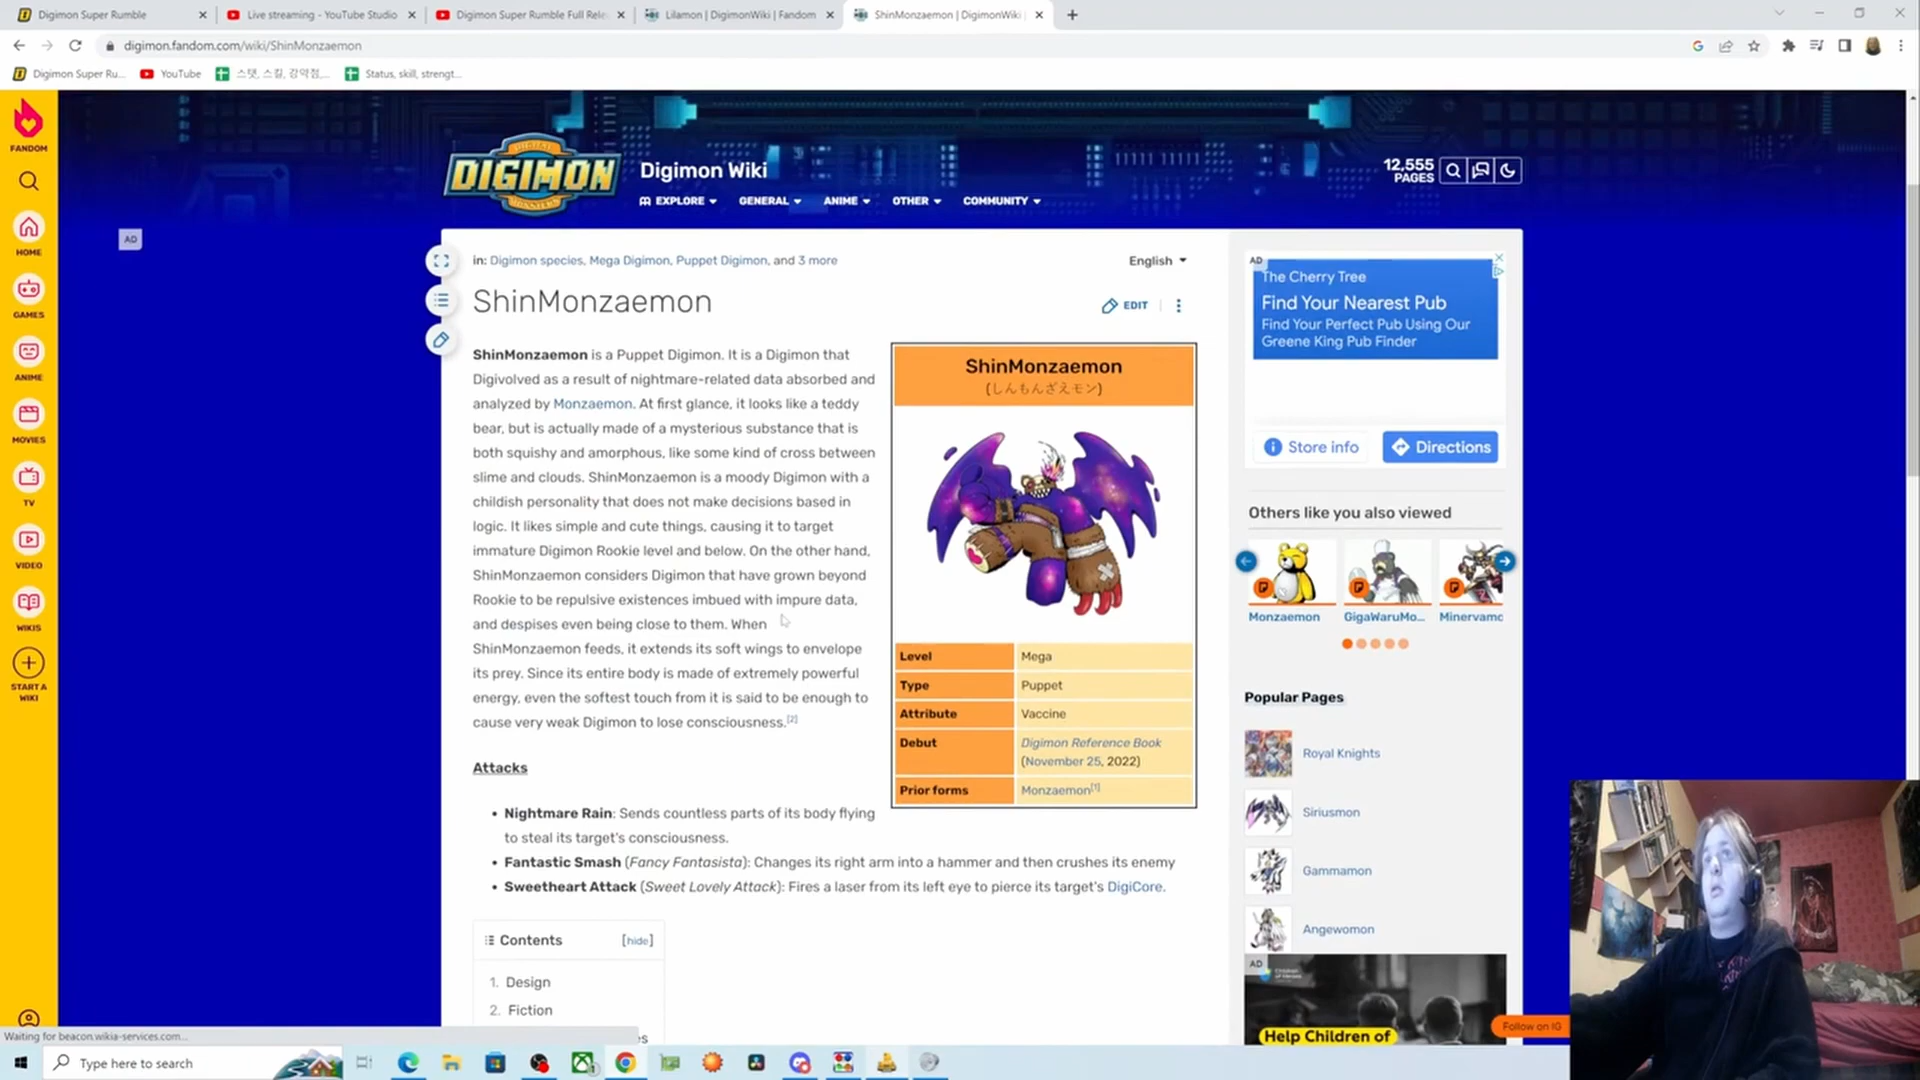 Digimon Super Rumble
Live streaming - YouTube Studio
Digimon Super Rumble Full Rele
Lilamon | DigimonWiki | Fandom
ShinMonzaemon | DigimonWiki |
digimon.fandom.com/wiki/ShinMonzaemon
Digimon Super Ru...
YouTube
스탯, 스킬, 강약점,...
Status, skill, strengt...
FANDOM
HOME
GAMES
ANIME
MOVIES
TV
VIDEO
WIKIS
START A
WIKI
AD
DIGITAL
DIGIMON
MONSTERS
Digimon Wiki
EXPLORE
GENERAL
ANIME
OTHER
COMMUNITY
12,555
PAGES
in: Digimon species, Mega Digimon, Puppet Digimon, and 3 more
English
ShinMonzaemon
EDIT
ShinMonzaemon is a Puppet Digimon. It is a Digimon that
Digivolved as a result of nightmare-related data absorbed and
analyzed by Monzaemon. At first glance, it looks like a teddy
bear, but is actually made of a mysterious substance that is
both squishy and amorphous, like some kind of cross between
slime and clouds. ShinMonzaemon is a moody Digimon with a
childish personality that does not make decisions based in
logic. It likes simple and cute things, causing it to target
immature Digimon Rookie level and below. On the other hand,
ShinMonzaemon considers Digimon that have grown beyond
Rookie to be repulsive existences imbued with impure data,
and despises even being close to them. When
ShinMonzaemon feeds, it extends its soft wings to envelope
its prey. Since its entire body is made of extremely powerful
energy, even the softest touch from it is said to be enough to
cause very weak Digimon to lose consciousness.[2]
ShinMonzaemon
(しんもんざえモン)
Level Mega
Type Puppet
Attribute Vaccine
Debut Digimon Reference Book
(November 25, 2022)
Prior forms Monzaemon[1]
Attacks
• Nightmare Rain: Sends countless parts of its body flying
to steal its target's consciousness.
• Fantastic Smash (Fancy Fantasista): Changes its right arm into a hammer and then crushes its enemy
• Sweetheart Attack (Sweet Lovely Attack): Fires a laser from its left eye to pierce its target's DigiCore.
Contents [hide]
1. Design
2. Fiction
es
AD
The Cherry Tree
Find Your Nearest Pub
Find Your Perfect Pub Using Our
Greene King Pub Finder
Store info
Directions
Others like you also viewed
Monzaemon
GigaWaruMo...
Minervamo
Popular Pages
Royal Knights
Siriusmon
Gammamon
Angewomon
AD
Help Children of
Follow on IG
Waiting for beacon.wikia-services.com...
Type here to search